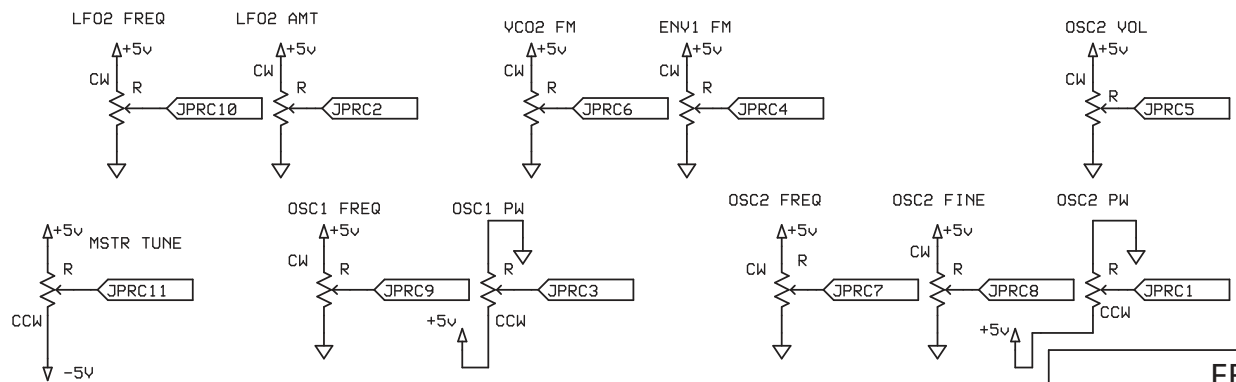 LFO2 FREQ
LFO2 AMT
VCO2 FM
ENV1 FM
OSC2 VOL
+5v
+5v
+5v
+5v
+5v
CW
CW
CW
CW
CW
R
R
R
R
R
JPRC10
JPRC2
JPRC6
JPRC4
JPRC5
OSC1 FREQ
OSC1 PW
OSC2 FREQ
OSC2 FINE
OSC2 PW
+5v
+5v
+5v
+5v
MSTR TUNE
CW
CW
CW
R
R
R
R
R
R
JPRC11
JPRC9
JPRC3
JPRC7
JPRC8
JPRC1
CCW
CCW
CCW
+5v
+5v
-5V